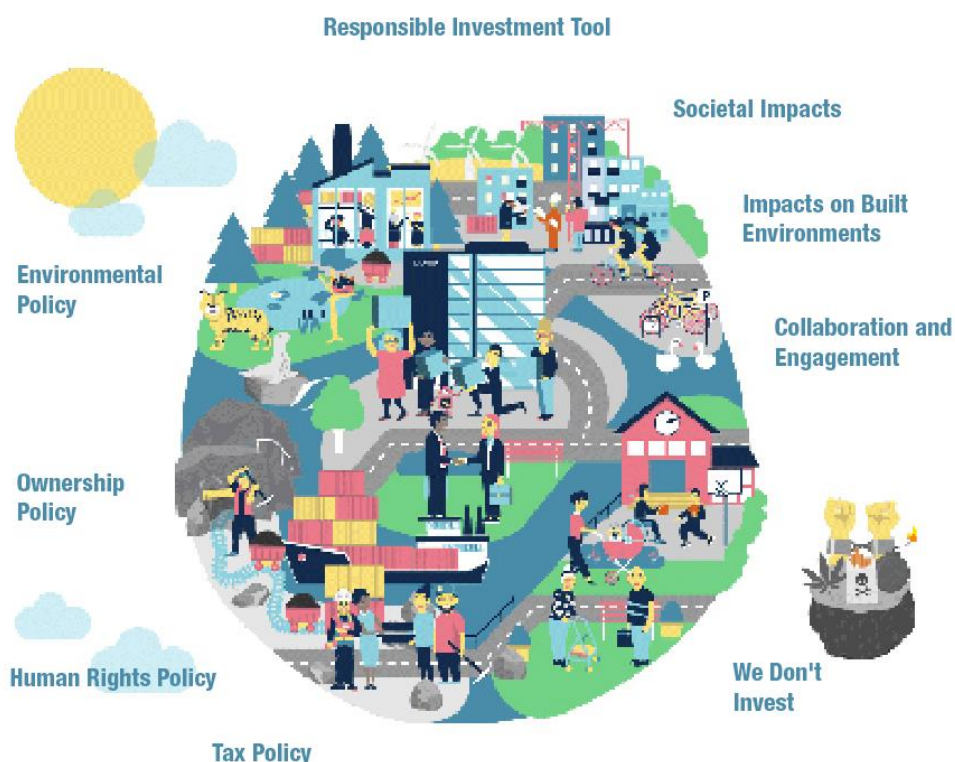 Responsible Investment Tool
Societal Impacts
Impacts on Built
Environments
Environmental
Policy
Collaboration and
Engagement
Ownership
Policy
Human Rights Policy
We Don't
Invest
Tax Policy
P